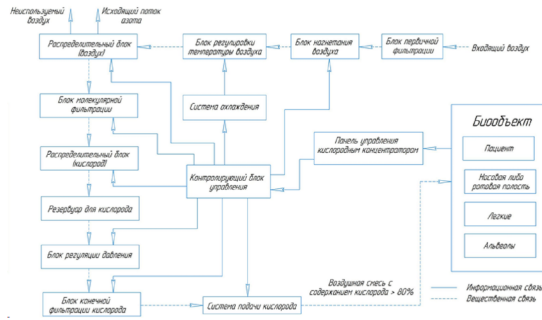 Неиспользуемый
воздух
Исходящий поток
азота
Распределительный блок
(воздух)
Блок регулировки
температуры воздуха
Блок нагнетания
воздуха
Блок первичной
фильтрации
Входящий воздух
Блок молекулярной
фильтрации
Система охлаждения
Распределительный блок
(кислород)
Контролирующий блок
управления
Панель управления
кислородным концентратором
Биообъект
Пациент
Носовая либо
ротовая полость
Легкие
Альвеолы
Резервуар для кислорода
Блок регуляции давления
Блок конечной
фильтрации кислорода
Система подачи кислорода
Воздушная смесь с
содержанием кислорода > 80%
Информационная связь
Вещественная связь